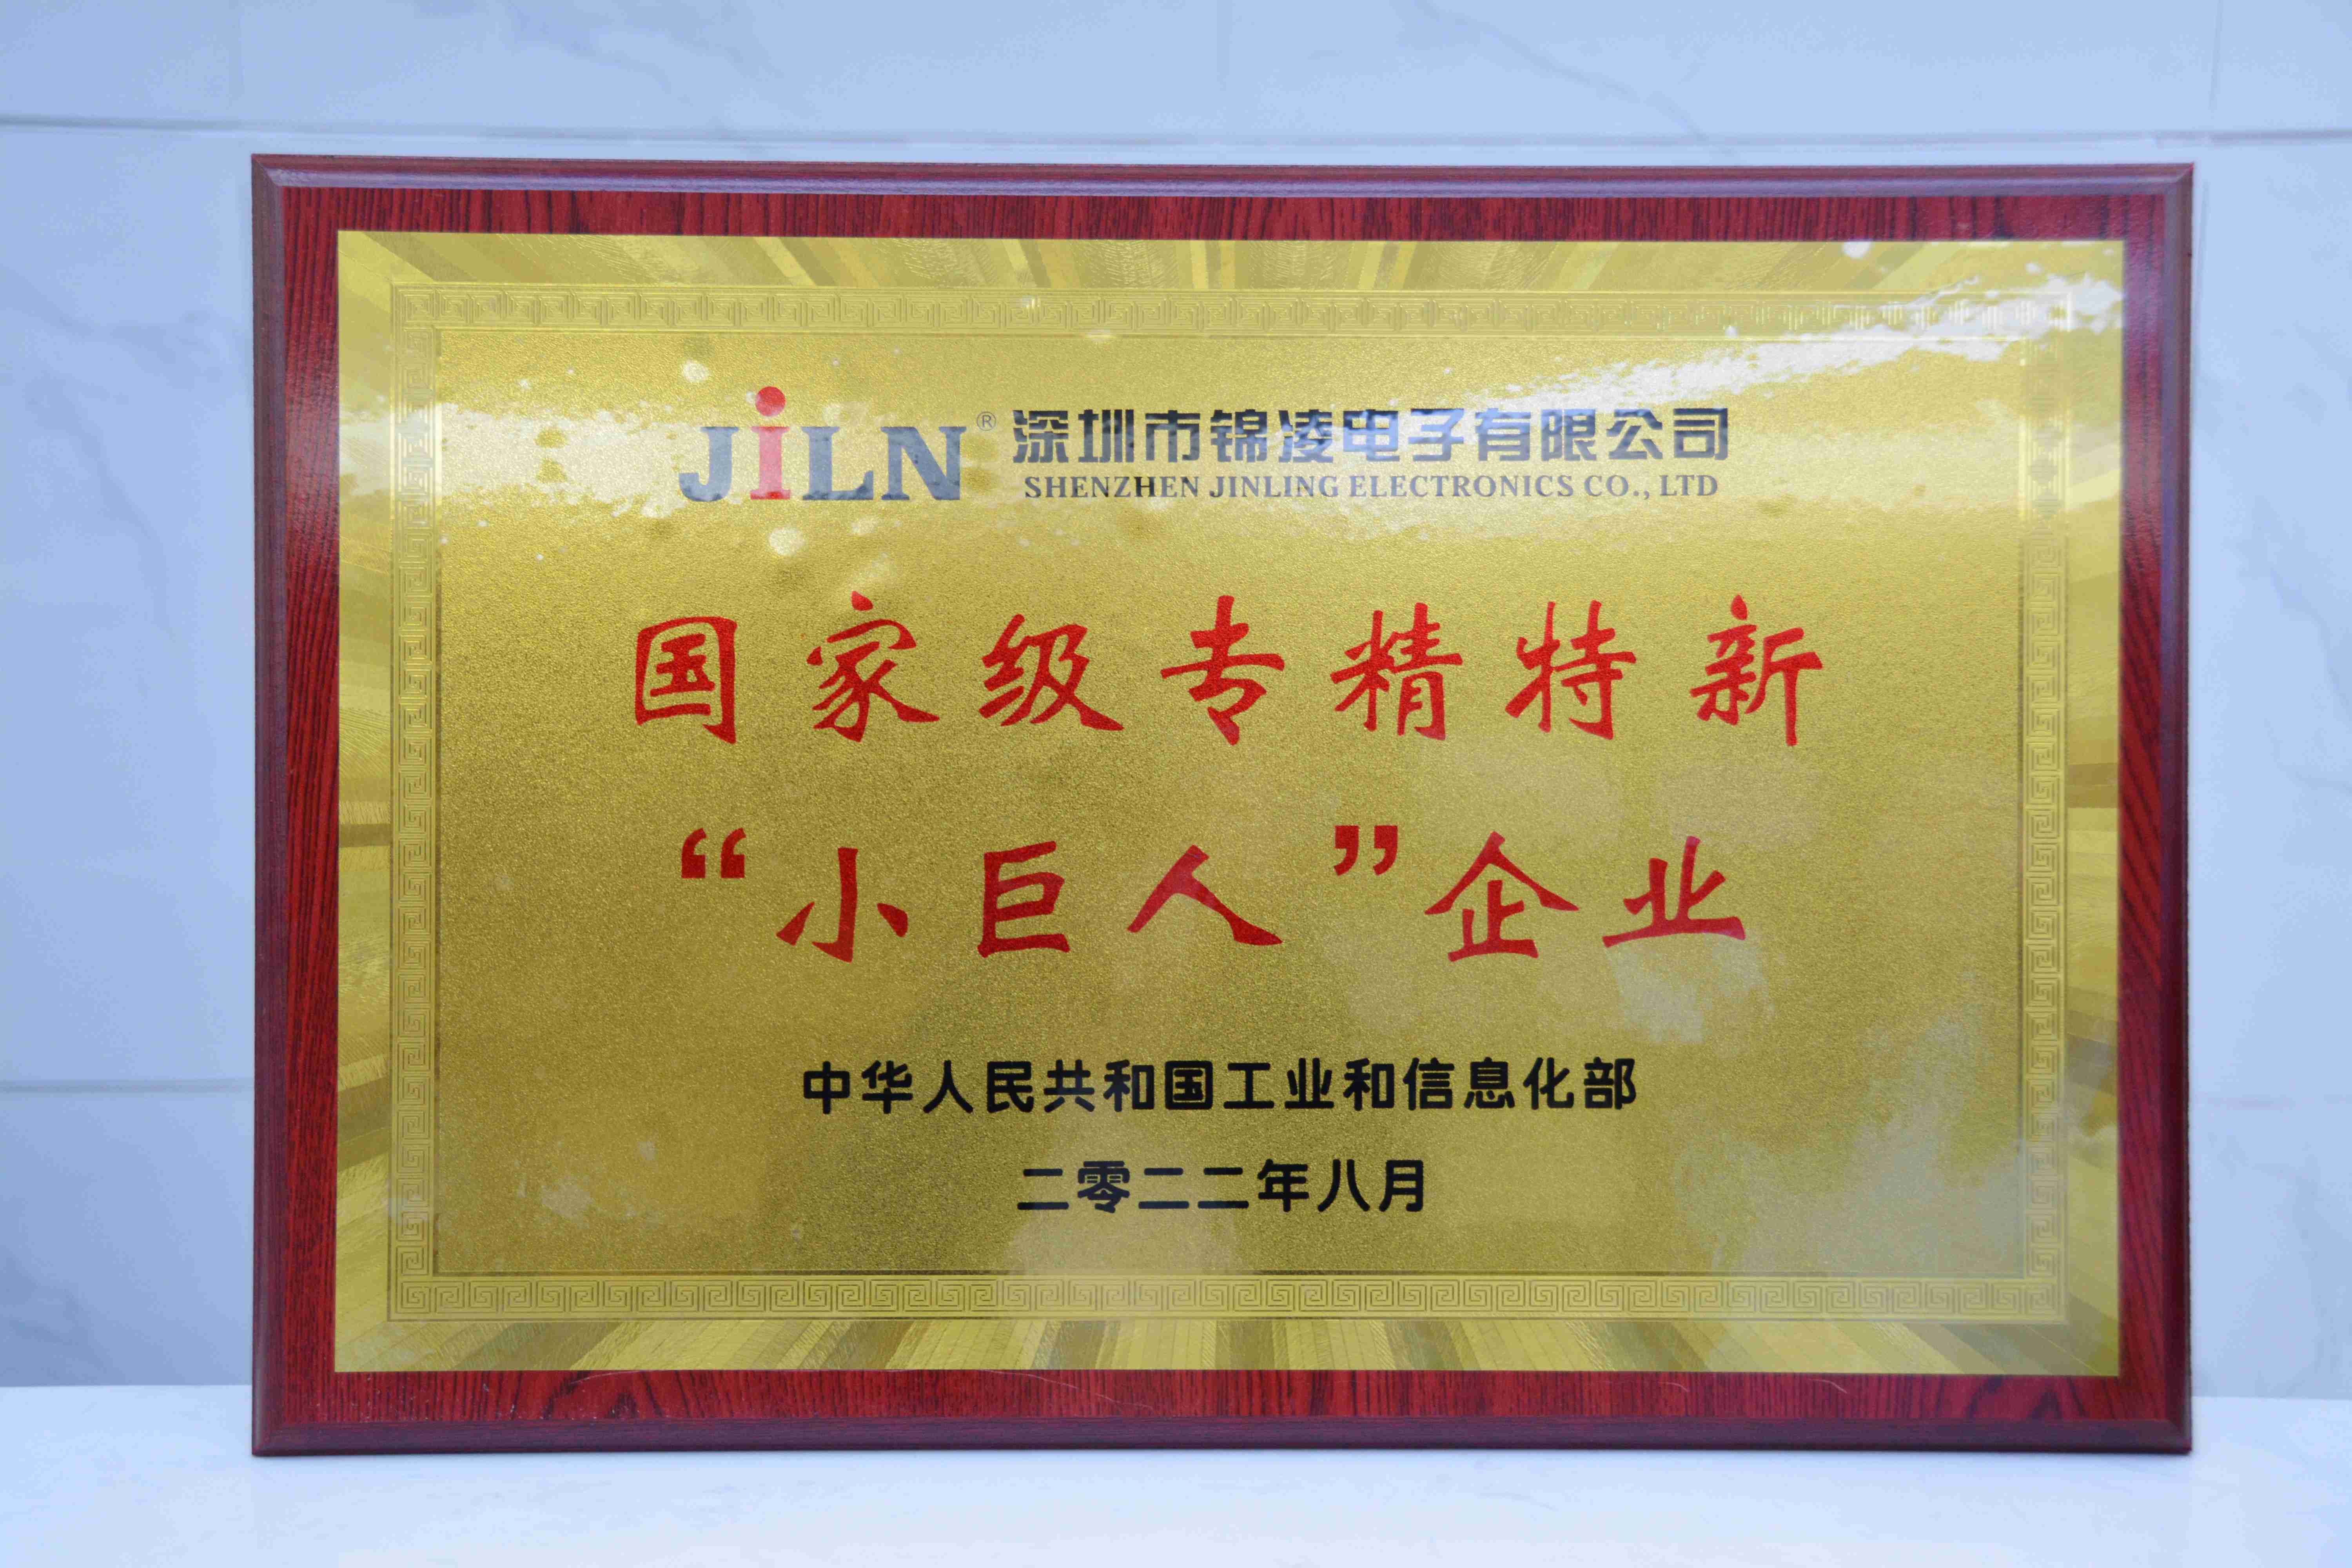 JiLN® 深圳市锦凌电子有限公司
SHENZHEN JINLING ELECTRONICS CO., LTD
国家级专精特新
“小巨人”企业
中华人民共和国工业和信息化部
二零二二年八月